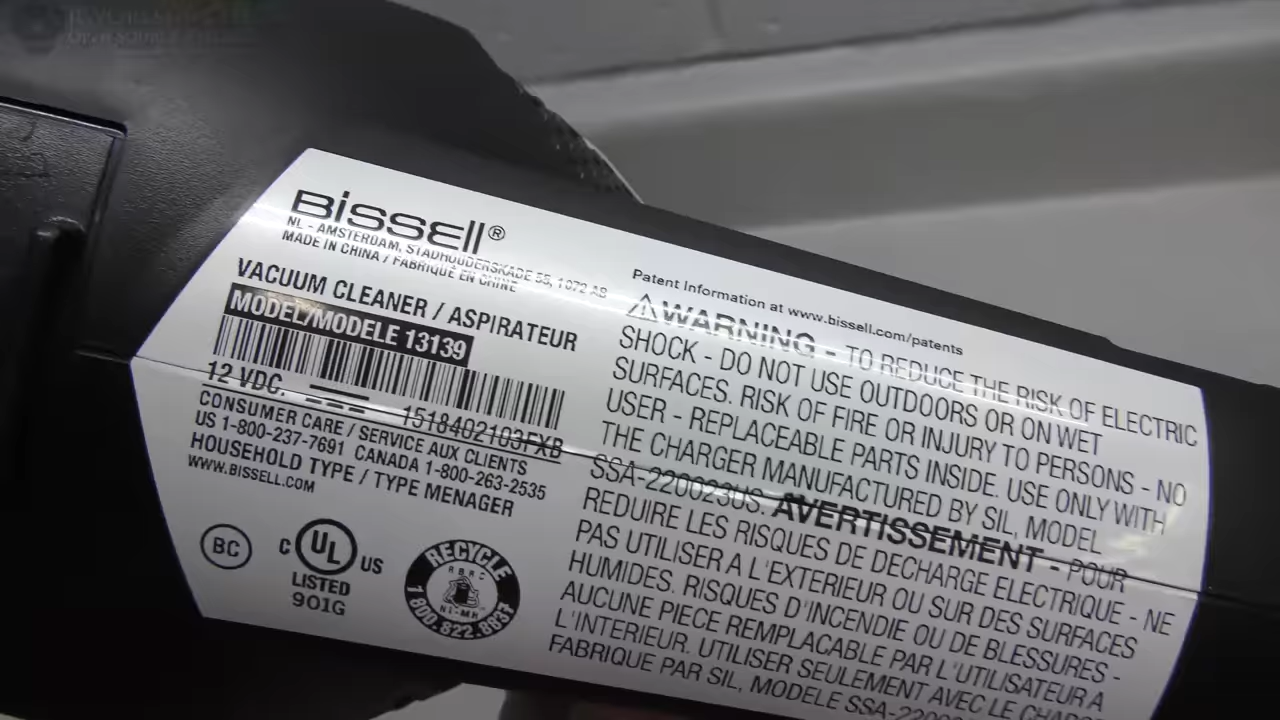 Bissell®
NL - AMSTERDAM, STADHOUDERSKADE 55, 1072 AB
MADE IN CHINA / FABRIQUE EN CHINE
VACUUM CLEANER / ASPIRATEUR
MODEL/MODELE 13139
12 VDC.
1518402103FXB
CONSUMER CARE / SERVICE AUX CLIENTS
US 1-800-237-7691 CANADA 1-800-263-2535
HOUSEHOLD TYPE / TYPE MENAGER
WWW.BISSELL.COM
BC
C UL US
LISTED
901G
RECYCLE
RBRC
NI-MH
1.800.822.8837
Patent Information at www.bissell.com/patents
⚠WARNING - TO REDUCE THE RISK OF ELECTRIC
SHOCK - DO NOT USE OUTDOORS OR ON WET
SURFACES. RISK OF FIRE OR INJURY TO PERSONS - NO
USER - REPLACEABLE PARTS INSIDE. USE ONLY WITH
THE CHARGER MANUFACTURED BY SIL, MODEL
SSA-220023US. AVERTISSEMENT - POUR
REDUIRE LES RISQUES DE DECHARGE ELECTRIQUE - NE
PAS UTILISER A L'EXTERIEUR OU SUR DES SURFACES
HUMIDES. RISQUES D'INCENDIE OU DE BLESSURES -
AUCUNE PIECE REMPLACABLE PAR L'UTILISATEUR A
L'INTERIEUR. UTILISER SEULEMENT AVEC LE
FABRIQUE PAR SIL, MODELE